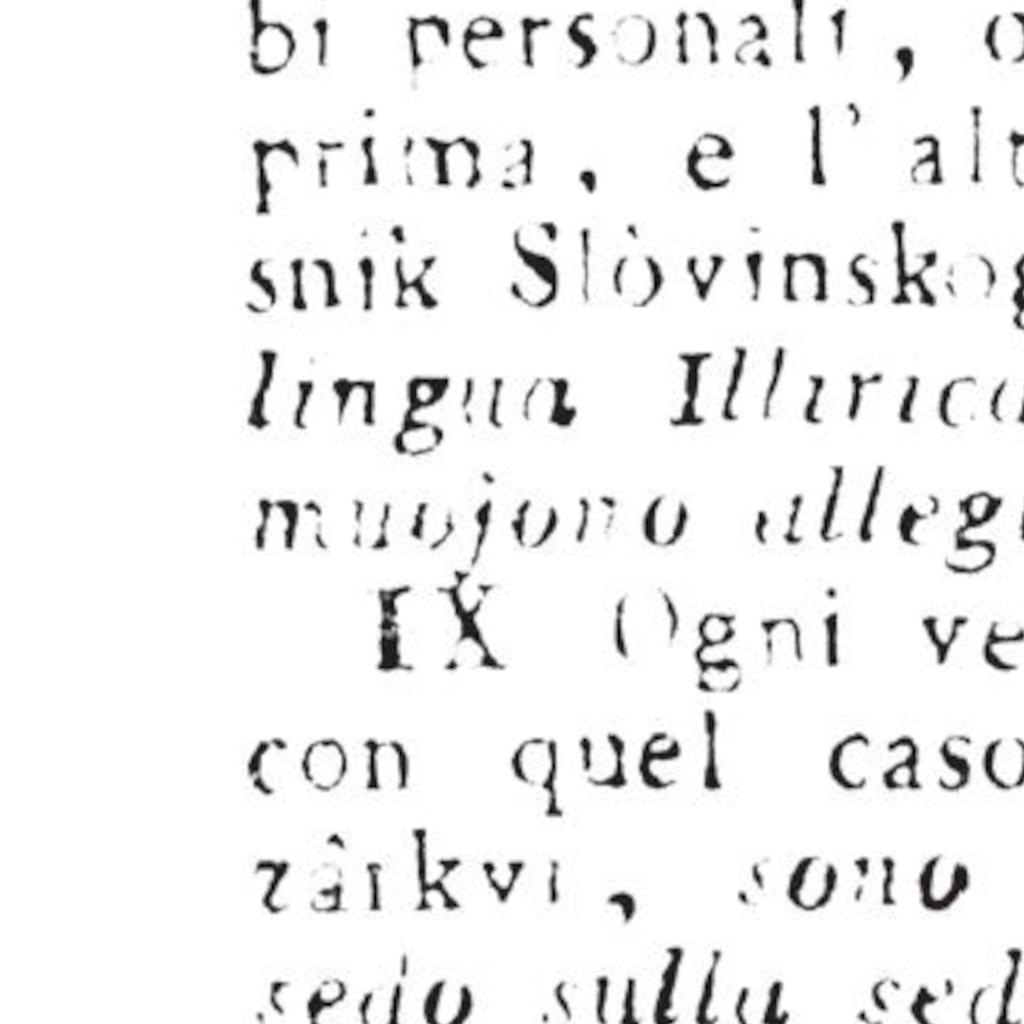 bi personali, o
prima, e l'alt
snik Slòvinskog
lingua Illirica
muojono alleg
IX Ogni ve
con quel caso
zârkvi, sono
sedo sulla sed